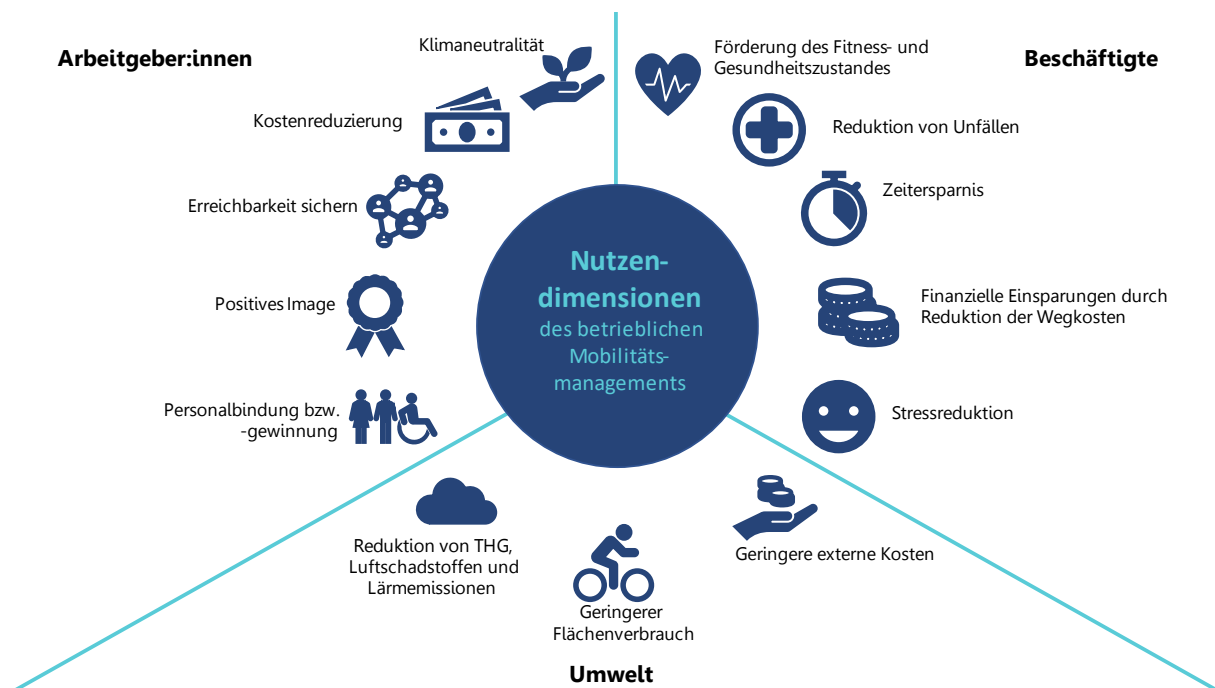 Arbeitgeber:innen
Klimaneutralität
Kostenreduzierung
Erreichbarkeit sichern
Positives Image
Personalbindung bzw.
-gewinnung
Nutzen-
dimensionen
des betrieblichen
Mobilitäts-
managements
Beschäftigte
Förderung des Fitness- und
Gesundheitszustandes
Reduktion von Unfällen
Zeitersparnis
Finanzielle Einsparungen durch
Reduktion der Wegkosten
Stressreduktion
Reduktion von THG,
Luftschadstoffen und
Lärmemissionen
Geringerer
Flächenverbrauch
Geringere externe Kosten
Umwelt